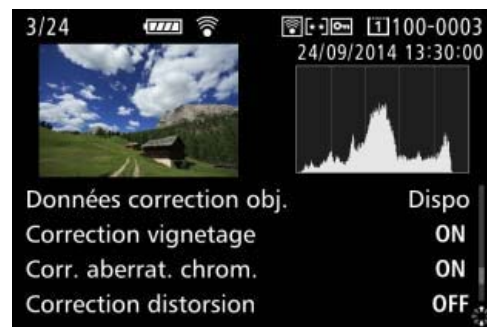 3/24 1 100-0003
24/09/2014 13:30:00
Données correction obj. Dispo
Correction vignetage ON
Corr. aberrat. chrom. ON
Correction distorsion OFF